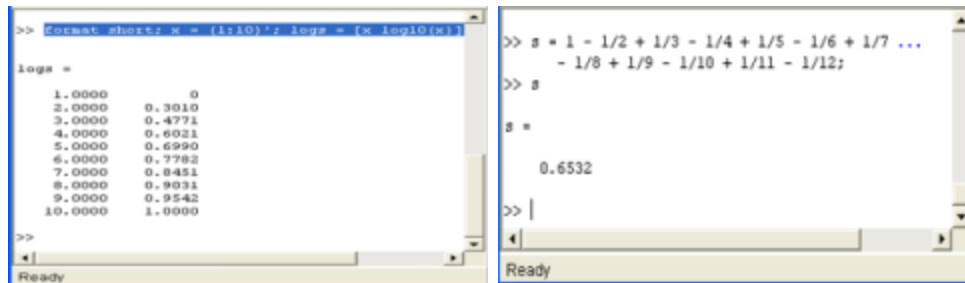 >> format short; x = (1:10)'; logs = [x log10(x)]
logs =
1.0000 0
2.0000 0.3010
3.0000 0.4771
4.0000 0.6021
5.0000 0.6990
6.0000 0.7782
7.0000 0.8451
8.0000 0.9031
9.0000 0.9542
10.0000 1.0000
>>
Ready
>> s = 1 - 1/2 + 1/3 - 1/4 + 1/5 - 1/6 + 1/7 ...
- 1/8 + 1/9 - 1/10 + 1/11 - 1/12;
>> s
s =
0.6532
>>
Ready